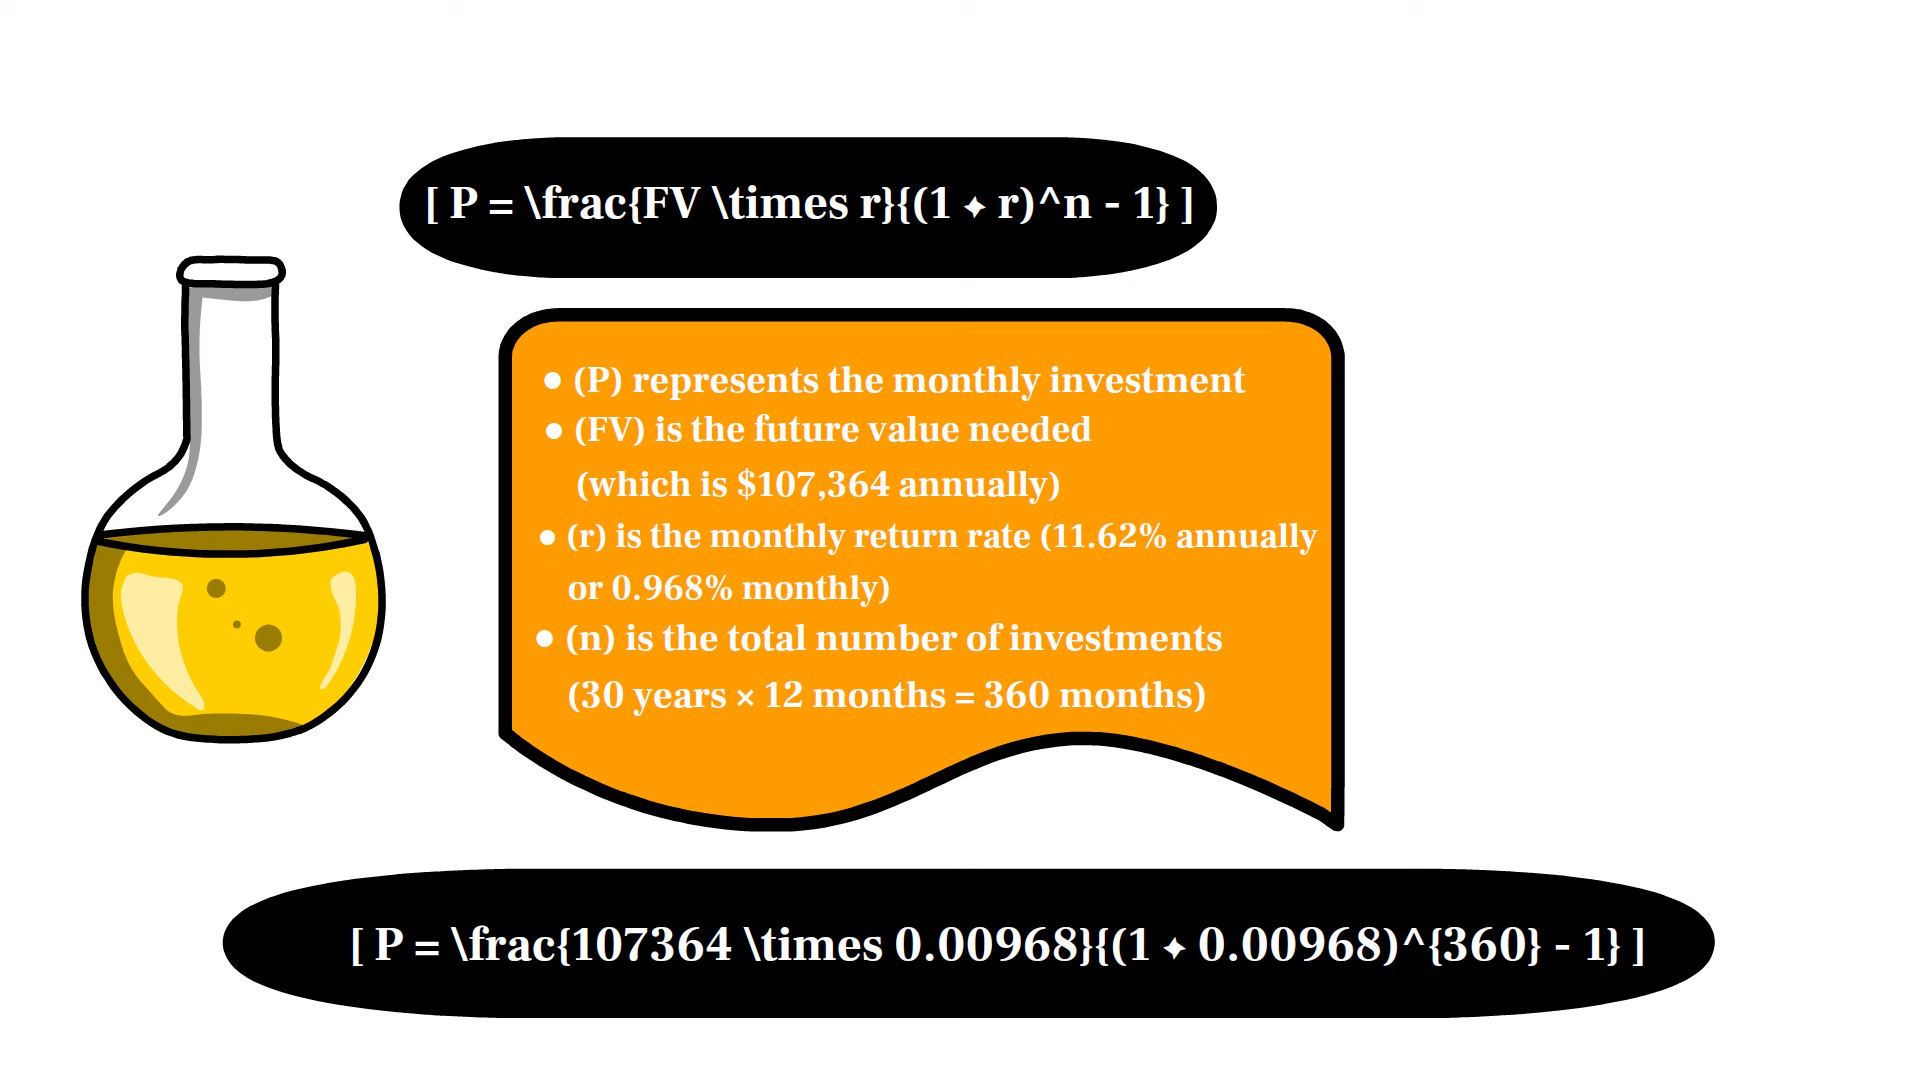 [ P = \frac{FV \times r}{(1 ✦ r)^n - 1} ]
• (P) represents the monthly investment
• (FV) is the future value needed
(which is $107,364 annually)
• (r) is the monthly return rate (11.62% annually
or 0.968% monthly)
• (n) is the total number of investments
(30 years × 12 months = 360 months)
[ P = \frac{107364 \times 0.00968}{(1 ✦ 0.00968)^{360} - 1} ]